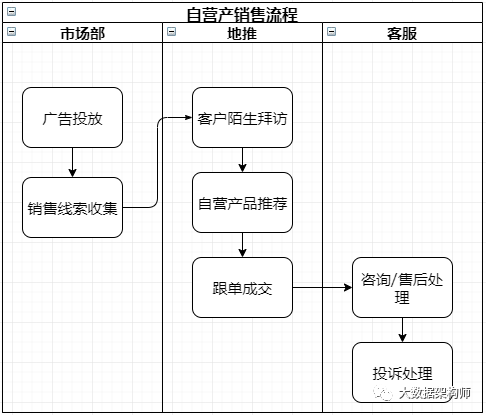 自营产销售流程
市场部
地推
客服
广告投放
客户陌生拜访
销售线索收集
自营产品推荐
跟单成交
咨询/售后处
理
投诉处理
大数据架构师